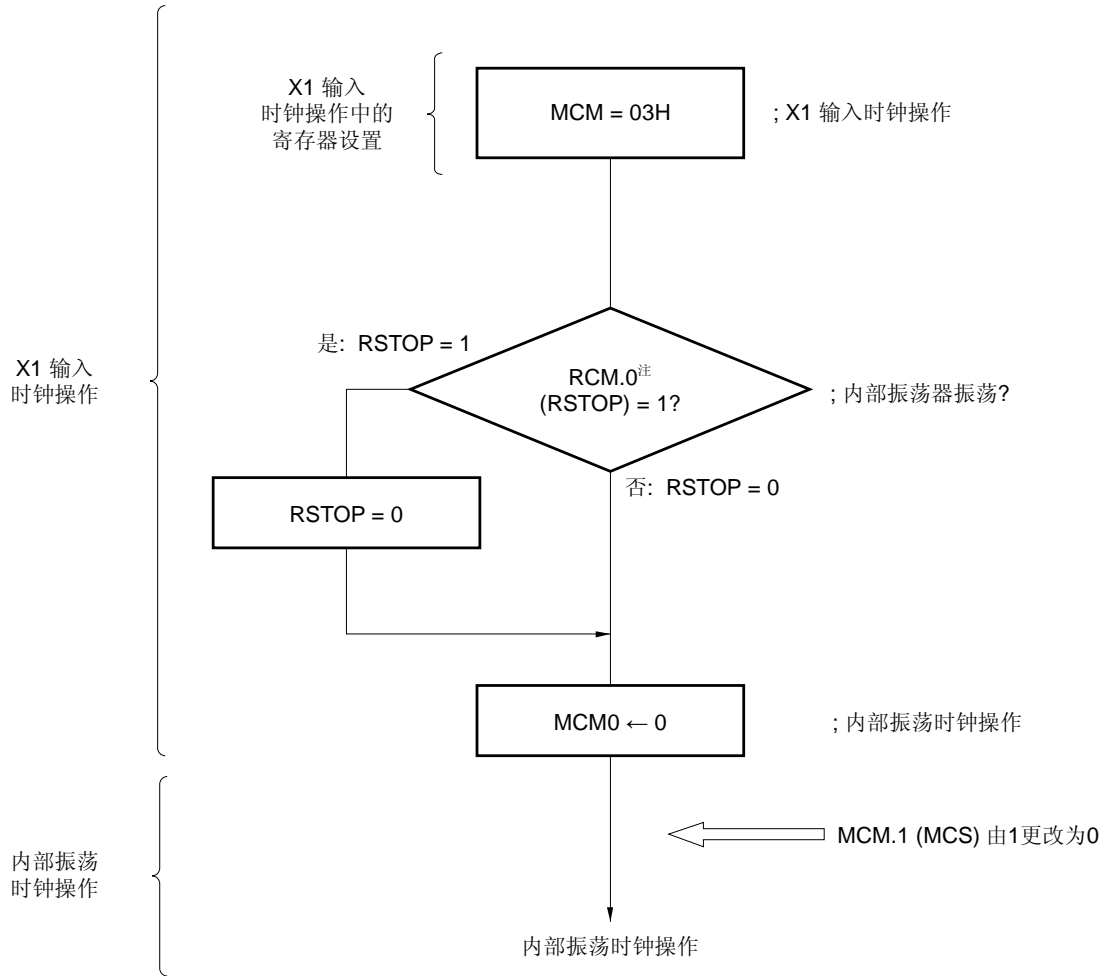 X1 输入
时钟操作中的
寄存器设置
MCM = 03H
; X1 输入时钟操作
X1 输入
时钟操作
是: RSTOP = 1
RCM.0注
(RSTOP) = 1?
; 内部振荡器振荡?
否: RSTOP = 0
RSTOP = 0
MCM0 ← 0
; 内部振荡时钟操作
MCM.1 (MCS) 由1更改为0
内部振荡
时钟操作
内部振荡时钟操作